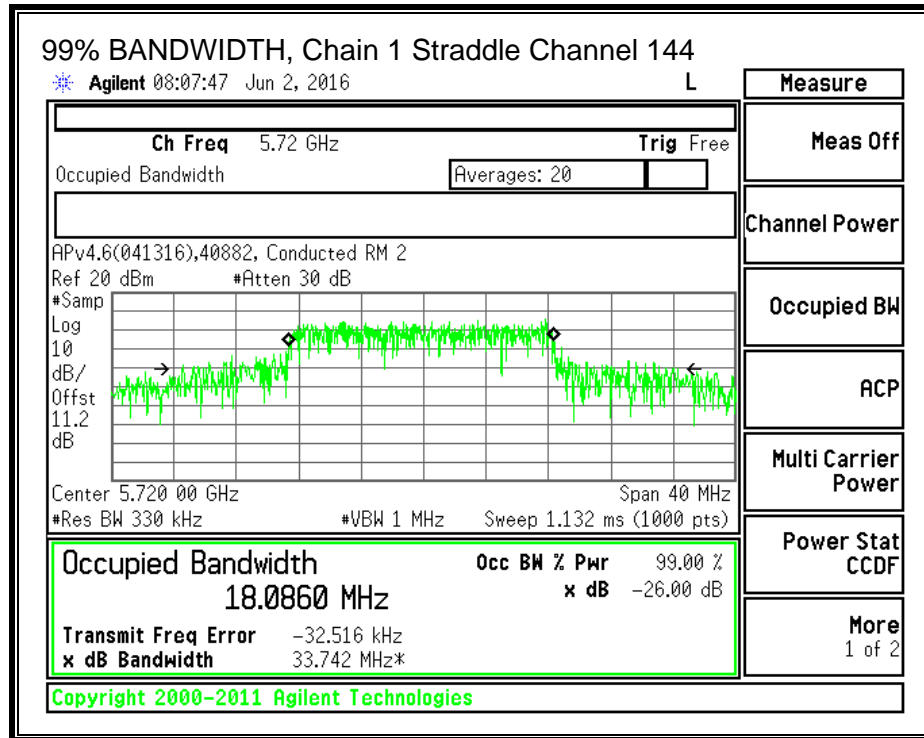 99% BANDWIDTH, Chain 1 Straddle Channel 144
Agilent 08:07:47 Jun 2, 2016 L
Measure
Ch Freq 5.72 GHz Trig Free
Meas Off
Occupied Bandwidth Averages: 20
Channel Power
APv4.6(041316),40882, Conducted RM 2
Ref 20 dBm #Atten 30 dB
#Samp
Log
10
dB/
Offst
11.2
dB
Occupied BW
ACP
Multi Carrier
Power
Center 5.720 00 GHz Span 40 MHz
#Res BW 330 kHz #VBW 1 MHz Sweep 1.132 ms (1000 pts)
Power Stat
CCDF
Occupied Bandwidth Occ BW % Pwr 99.00 %
18.0860 MHz x dB -26.00 dB
Transmit Freq Error -32.516 kHz
x dB Bandwidth 33.742 MHz*
More
1 of 2
Copyright 2000-2011 Agilent Technologies